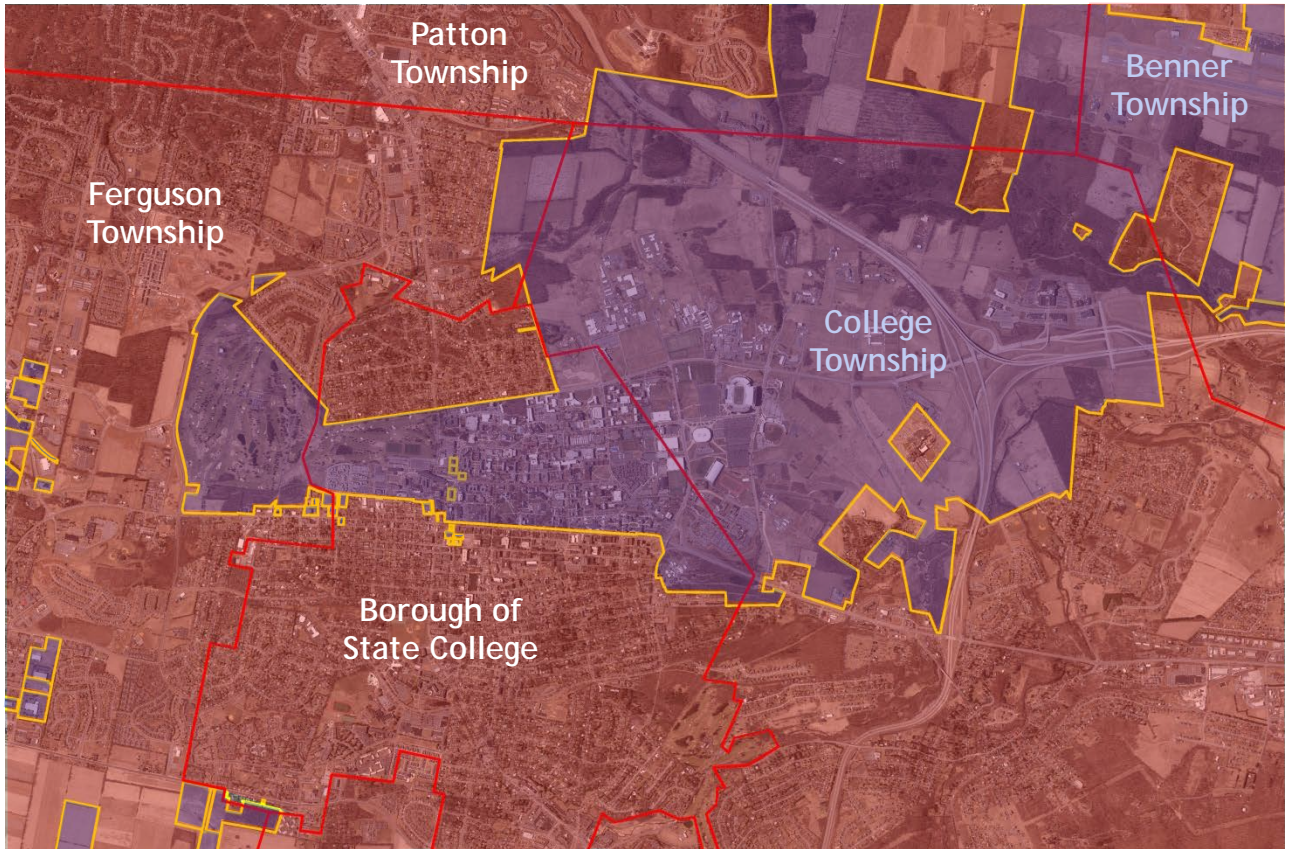 Patton
Township
Benner
Township
Ferguson
Township
College
Township
Borough of
State College